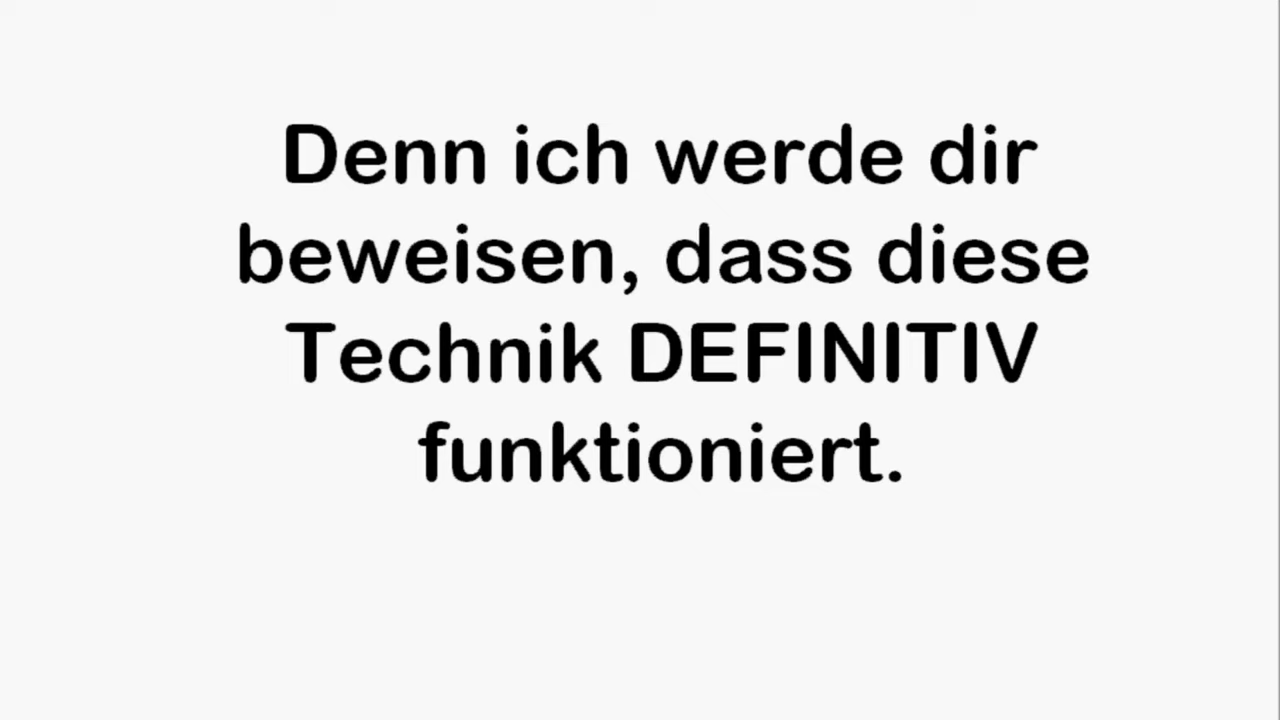 Denn ich werde dir
beweisen, dass diese
Technik DEFINITIV
funktioniert.